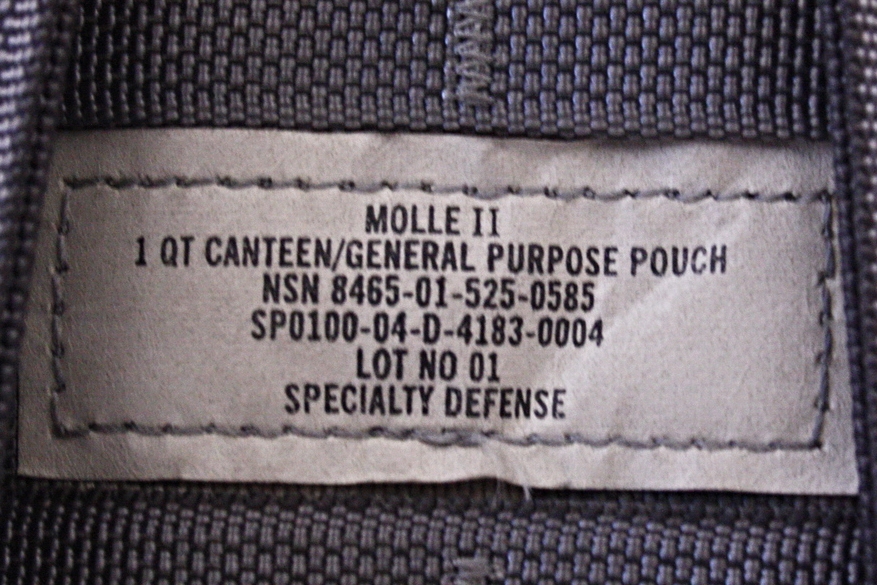 MOLLE II
1 QT CANTEEN/GENERAL PURPOSE POUCH
NSN 8465-01-525-0585
SP0100-04-D-4183-0004
LOT NO 01
SPECIALTY DEFENSE